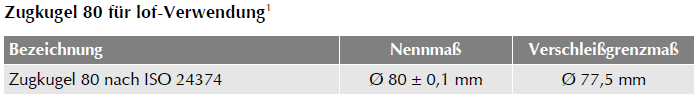 Zugkugel 80 für lof-Verwendung¹
Bezeichnung Nennmaß Verschleißgrenzmaß
Zugkugel 80 nach ISO 24374 Ø 80 ± 0,1 mm Ø 77,5 mm